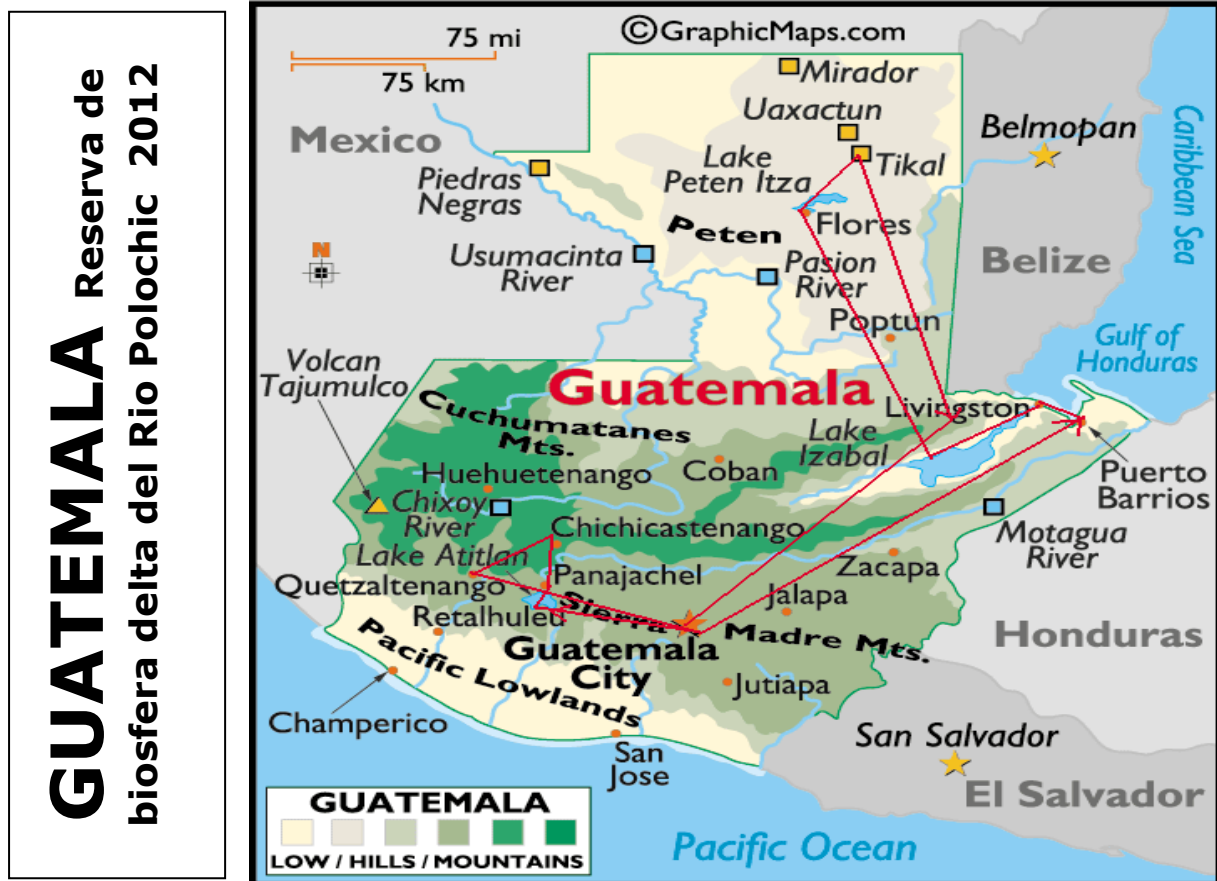 GUATEMALA Reserva de
biosfera delta del Rio Polochic 2012
©GraphicMaps.com
75 mi
75 km
Mirador
Uaxactun
Mexico
Belmopan
Caribbean Sea
Lake
Peten Itza
Tikal
Piedras
Negras
Flores
Peten
N
Usumacinta
River
Pasion
River
Belize
Poptun
Gulf of
Honduras
Volcan
Tajumulco
Guatemala
Cuchumatanes
Mts.
Livingston
Lake
Izabal
Huehuetenango
Coban
Puerto
Barrios
Chixoy
River
Chichicastenango
Motagua
River
Lake Atitlan
Zacapa
Quetzaltenango
Panajachel
Jalapa
Retalhuleu
Sierra Madre Mts.
Guatemala
City
Honduras
Pacific Lowlands
Jutiapa
Champerico
San
Jose
San Salvador
El Salvador
GUATEMALA
LOW / HILLS / MOUNTAINS
Pacific Ocean